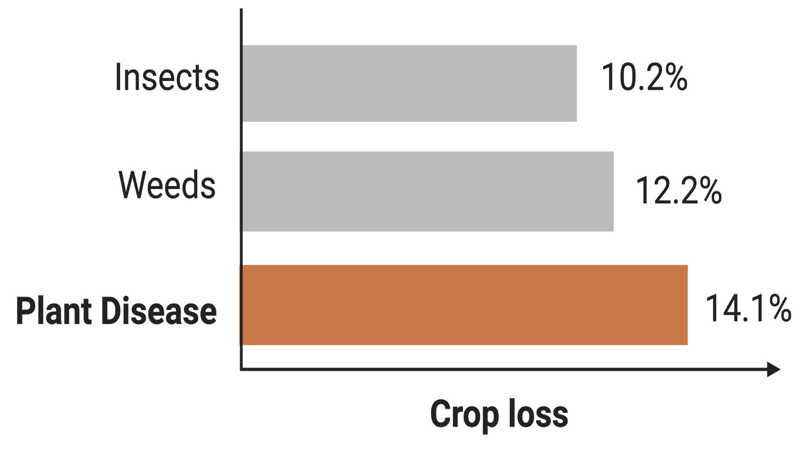 Insects 10.2%
Weeds 12.2%
Plant Disease 14.1%
Crop loss